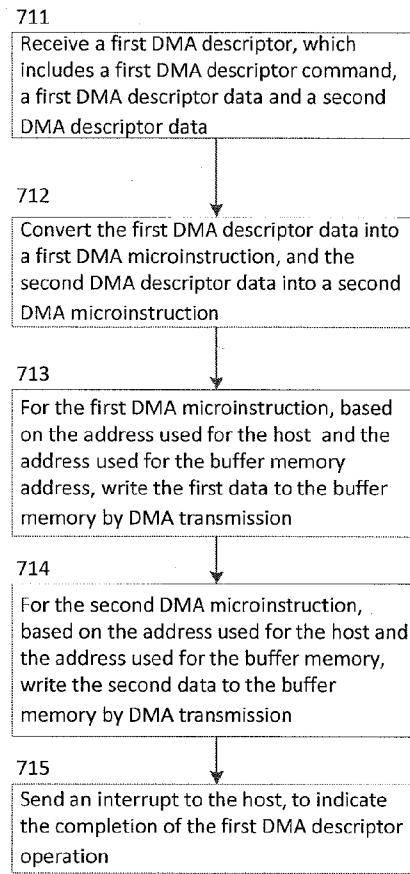 711
Receive a first DMA descriptor, which
includes a first DMA descriptor command,
a first DMA descriptor data and a second
DMA descriptor data
712
Convert the first DMA descriptor data into
a first DMA microinstruction, and the
second DMA descriptor data into a second
DMA microinstruction
713
For the first DMA microinstruction, based
on the address used for the host and the
address used for the buffer memory
address, write the first data to the buffer
memory by DMA transmission
714
For the second DMA microinstruction,
based on the address used for the host and
the address used for the buffer memory,
write the second data to the buffer
memory by DMA transmission
715
Send an interrupt to the host, to indicate
the completion of the first DMA descriptor
operation